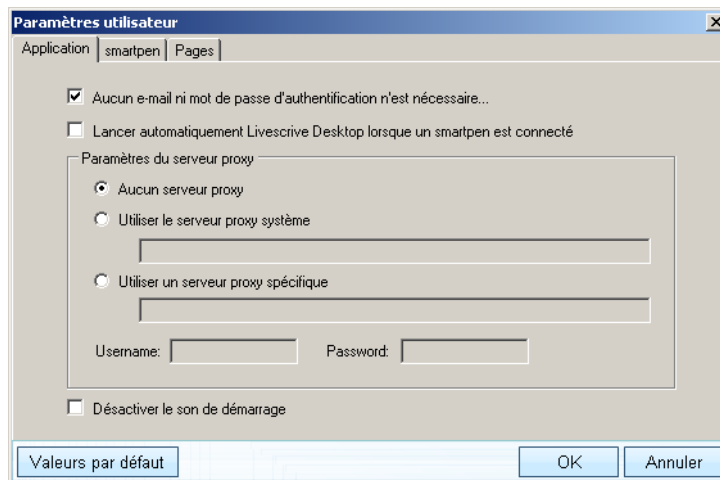 Paramètres utilisateur
Application smartpen Pages
Aucun e-mail ni mot de passe d'authentification n'est nécessaire...
Lancer automatiquement Livescrive Desktop lorsque un smartpen est connecté
Paramètres du serveur proxy
Aucun serveur proxy
Utiliser le serveur proxy système
Utiliser un serveur proxy spécifique
Username: Password:
Désactiver le son de démarrage
Valeurs par défaut OK Annuler